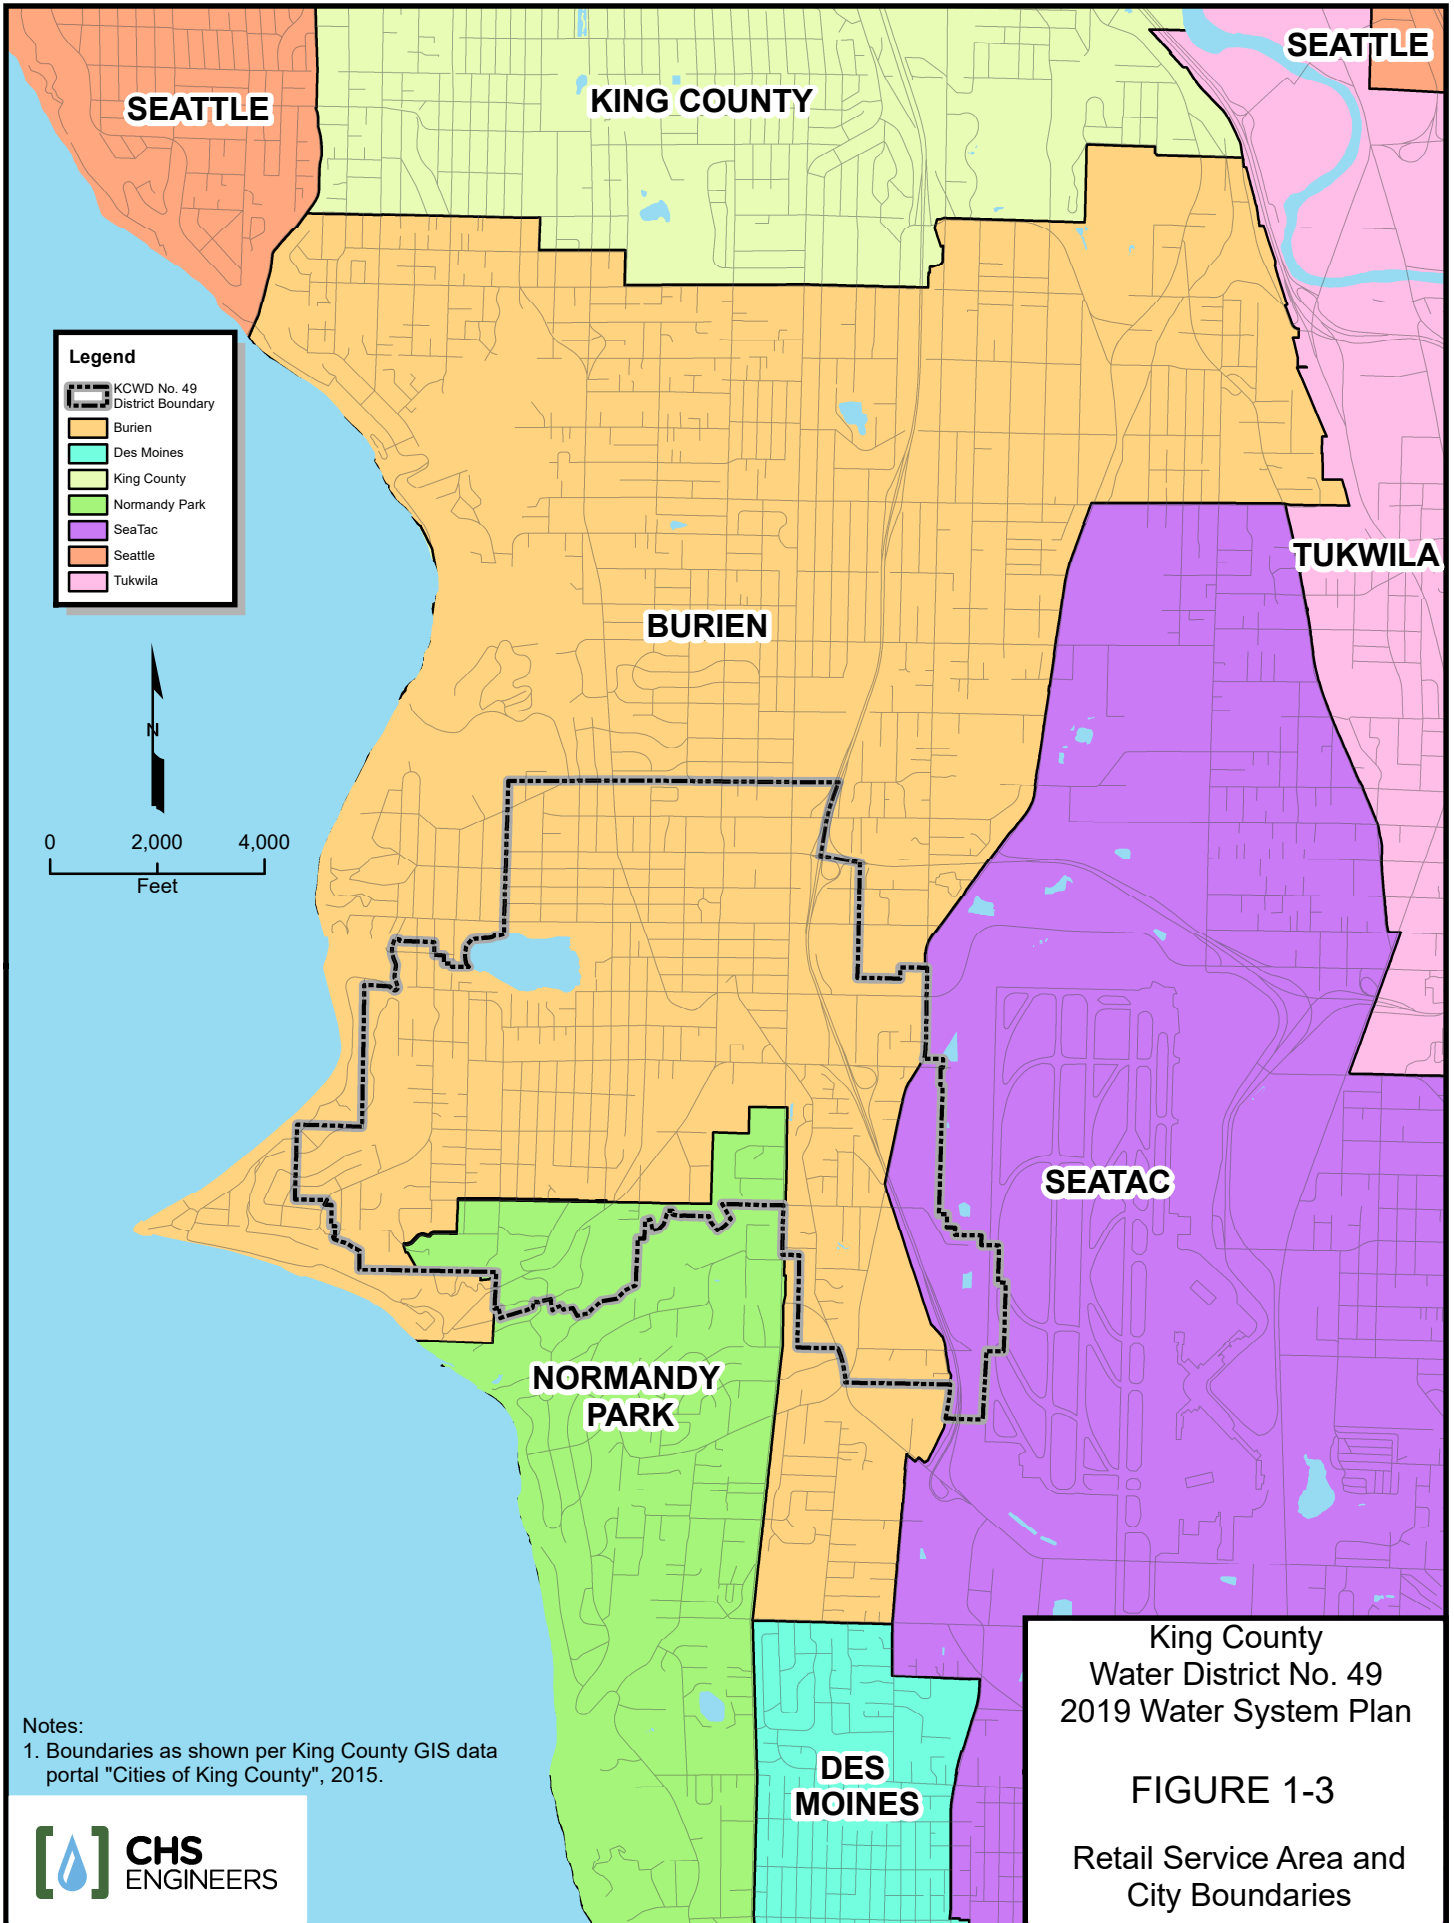 SEATTLE
KING COUNTY
SEATTLE
Legend
KCWD No. 49
District Boundary
Burien
Des Moines
King County
Normandy Park
SeaTac
Seattle
Tukwila
TUKWILA
BURIEN
N
0 2,000 4,000
Feet
SEATAC
NORMANDY
PARK
DES
MOINES
Notes:
1. Boundaries as shown per King County GIS data
portal "Cities of King County", 2015.
CHS
ENGINEERS
King County
Water District No. 49
2019 Water System Plan
FIGURE 1-3
Retail Service Area and
City Boundaries